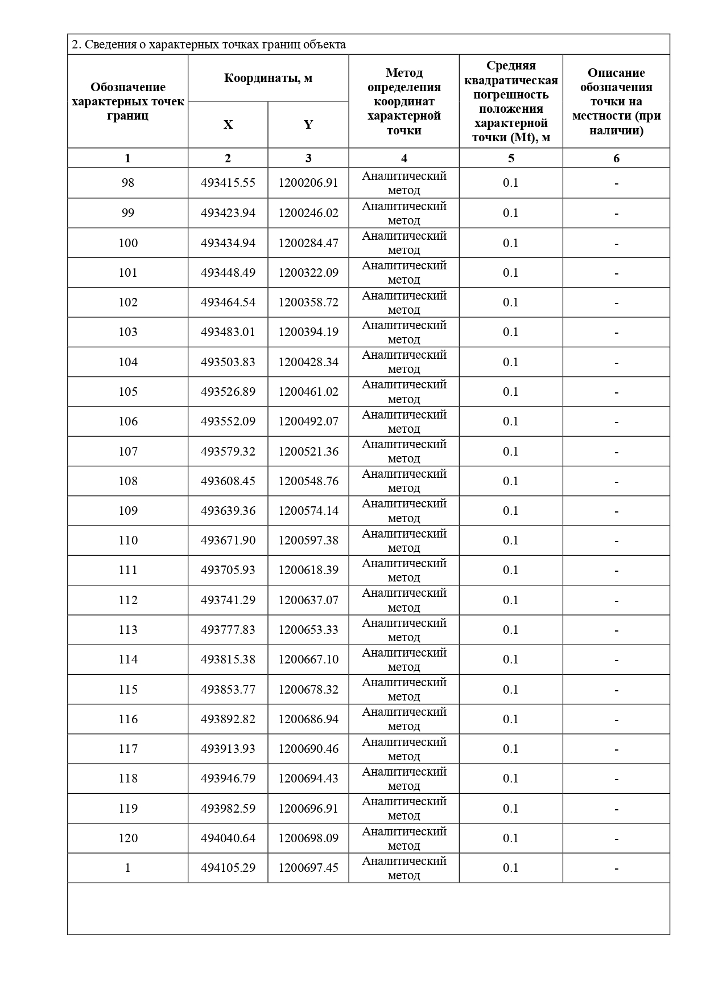 2. Сведения о характерных точках границ объекта
Обозначение характерных точек границ
Координаты, м
Метод определения координат характерной точки
Средняя квадратическая погрешность положения характерной точки (Mt), м
Описание обозначения точки на местности (при наличии)
X Y
1 2 3 4 5 6
98 493415.55 1200206.91 Аналитический метод 0.1 -
99 493423.94 1200246.02 Аналитический метод 0.1 -
100 493434.94 1200284.47 Аналитический метод 0.1 -
101 493448.49 1200322.09 Аналитический метод 0.1 -
102 493464.54 1200358.72 Аналитический метод 0.1 -
103 493483.01 1200394.19 Аналитический метод 0.1 -
104 493503.83 1200428.34 Аналитический метод 0.1 -
105 493526.89 1200461.02 Аналитический метод 0.1 -
106 493552.09 1200492.07 Аналитический метод 0.1 -
107 493579.32 1200521.36 Аналитический метод 0.1 -
108 493608.45 1200548.76 Аналитический метод 0.1 -
109 493639.36 1200574.14 Аналитический метод 0.1 -
110 493671.90 1200597.38 Аналитический метод 0.1 -
111 493705.93 1200618.39 Аналитический метод 0.1 -
112 493741.29 1200637.07 Аналитический метод 0.1 -
113 493777.83 1200653.33 Аналитический метод 0.1 -
114 493815.38 1200667.10 Аналитический метод 0.1 -
115 493853.77 1200678.32 Аналитический метод 0.1 -
116 493892.82 1200686.94 Аналитический метод 0.1 -
117 493913.93 1200690.46 Аналитический метод 0.1 -
118 493946.79 1200694.43 Аналитический метод 0.1 -
119 493982.59 1200696.91 Аналитический метод 0.1 -
120 494040.64 1200698.09 Аналитический метод 0.1 -
1 494105.29 1200697.45 Аналитический метод 0.1 -